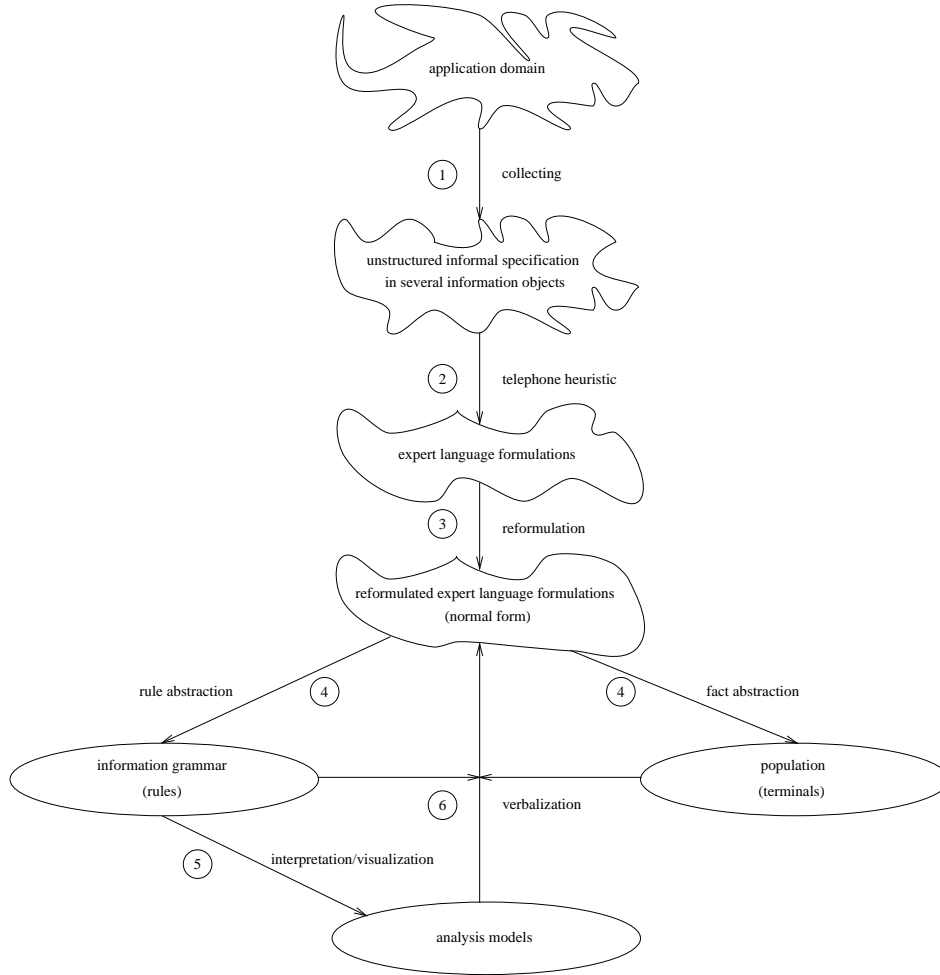 application domain
1
collecting
unstructured informal specification
in several information objects
2
telephone heuristic
expert language formulations
3
reformulation
reformulated expert language formulations
(normal form)
rule abstraction
4
4
fact abstraction
information grammar
(rules)
population
(terminals)
6
verbalization
5
interpretation/visualization
analysis models